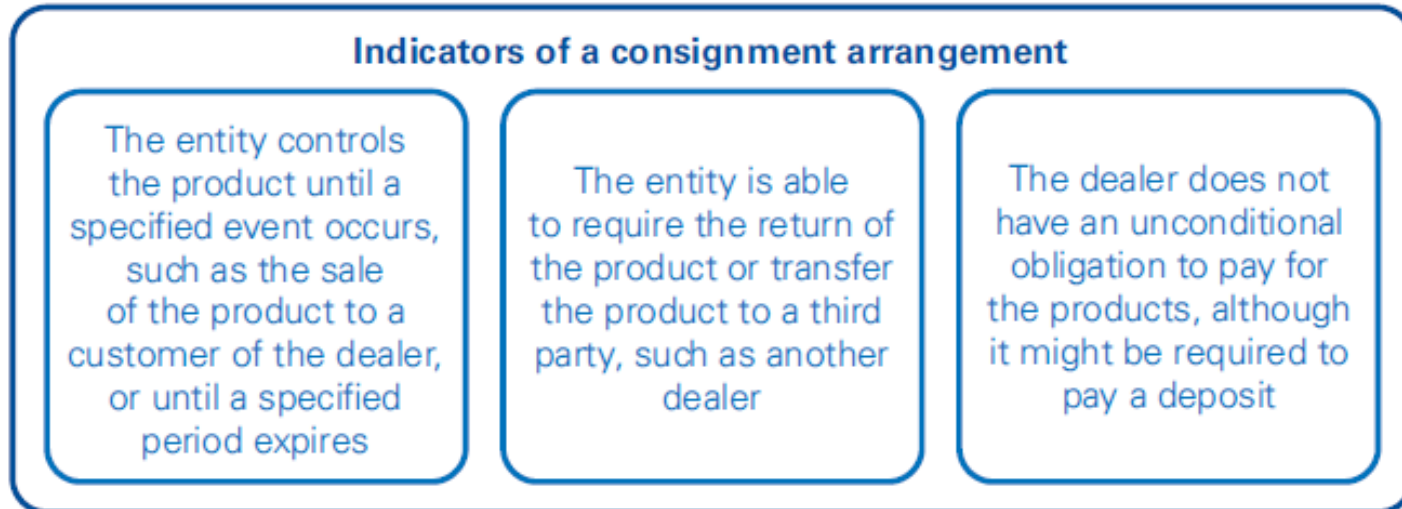 Indicators of a consignment arrangement
The entity controls
the product until a
specified event occurs,
such as the sale
of the product to a
customer of the dealer,
or until a specified
period expires
The entity is able
to require the return of
the product or transfer
the product to a third
party, such as another
dealer
The dealer does not
have an unconditional
obligation to pay for
the products, although
it might be required to
pay a deposit